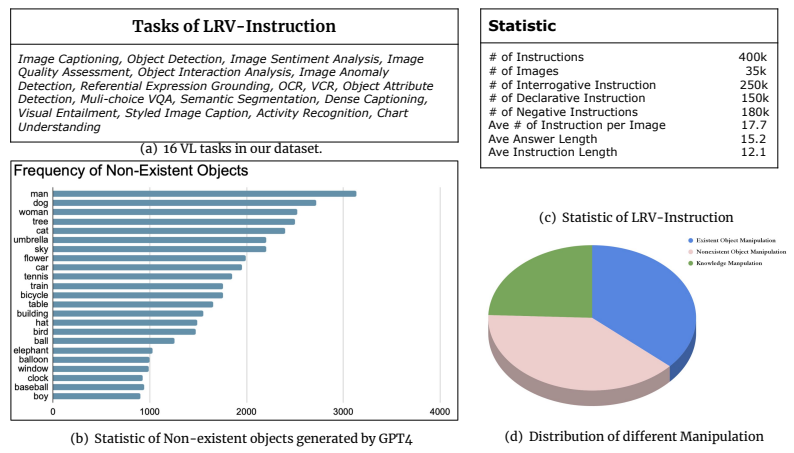 Tasks of LRV-Instruction
Image Captioning, Object Detection, Image Sentiment Analysis, Image
Quality Assessment, Object Interaction Analysis, Image Anomaly
Detection, Referential Expression Grounding, OCR, VCR, Object Attribute
Detection, Muli-choice VQA, Semantic Segmentation, Dense Captioning,
Visual Entailment, Styled Image Caption, Activity Recognition, Chart
Understanding
(a) 16 VL tasks in our dataset.
Frequency of Non-Existent Objects
man
dog
woman
tree
cat
umbrella
sky
flower
car
tennis
train
bicycle
table
building
hat
bird
ball
elephant
balloon
window
clock
baseball
boy
0 1000 2000 3000 4000
(b) Statistic of Non-existent objects generated by GPT4
Statistic
# of Instructions 400k
# of Images 35k
# of Interrogative Instruction 250k
# of Declarative Instruction 150k
# of Negative Instructions 180k
Ave # of Instruction per Image 17.7
Ave Answer Length 15.2
Ave Instruction Length 12.1
(c) Statistic of LRV-Instruction
Existent Object Manipulation
Nonexistent Object Manipulation
Knowledge Manpulation
(d) Distribution of different Manipulation